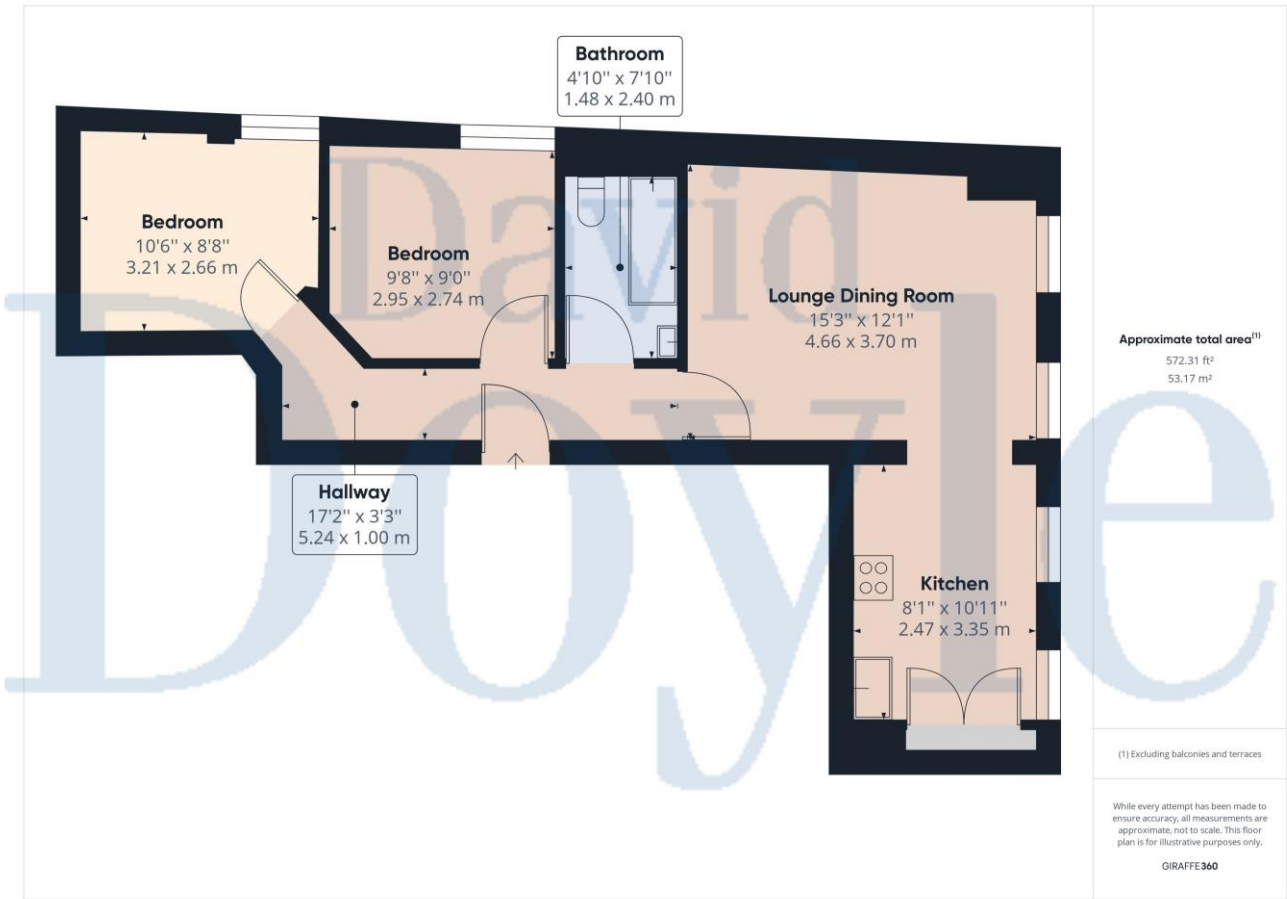 Bathroom
4'10" x 7'10"
1.48 x 2.40 m
Bedroom
10'6" x 8'8"
3.21 x 2.66 m
Bedroom
9'8" x 9'0"
2.95 x 2.74 m
Lounge Dining Room
15'3" x 12'1"
4.66 x 3.70 m
Hallway
17'2" x 3'3"
5.24 x 1.00 m
Kitchen
8'1" x 10'11"
2.47 x 3.35 m
David
Doyle
Approximate total area(1)
572.31 ft²
53.17 m²
(1) Excluding balconies and terraces
While every attempt has been made to
ensure accuracy, all measurements are
approximate, not to scale. This floor
plan is for illustrative purposes only.
GIRAFFE360